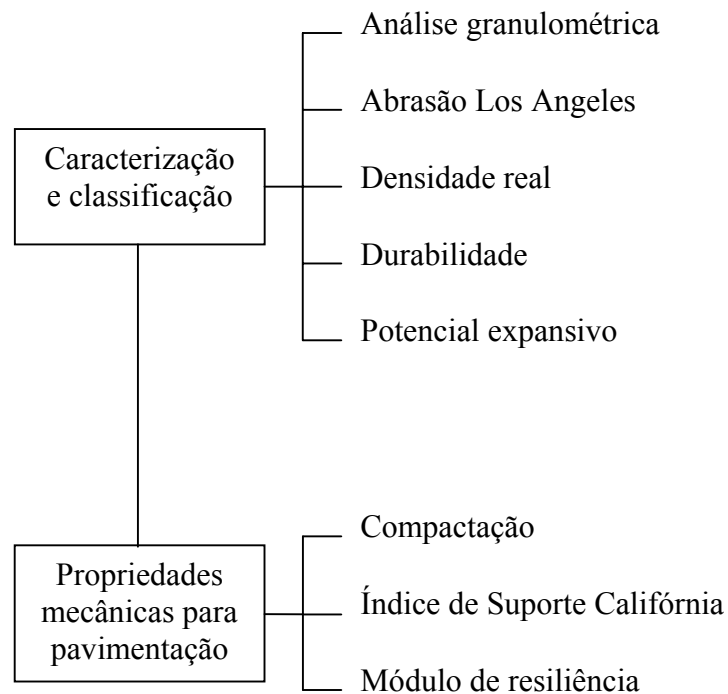 Caracterização
e classificação
Análise granulométrica
Abrasão Los Angeles
Densidade real
Durabilidade
Potencial expansivo
Propriedades
mecânicas para
pavimentação
Compactação
Índice de Suporte Califórnia
Módulo de resiliência